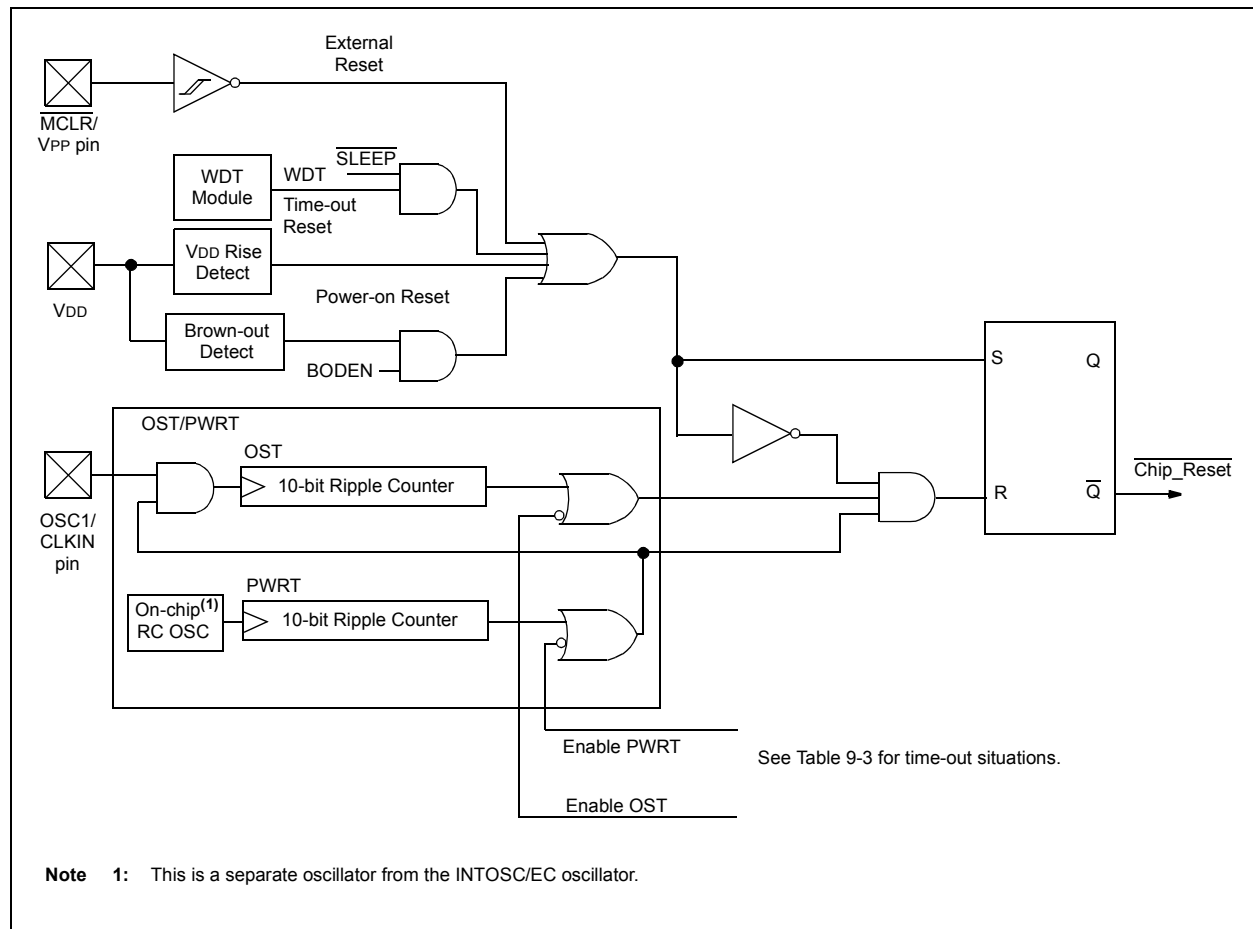 External
Reset
MCLR/
VPP pin
SLEEP
WDT
Module
WDT
Time-out
Reset
VDD Rise
Detect
VDD
Power-on Reset
Brown-out
Detect
BODEN
S
Q
OST/PWRT
OST
10-bit Ripple Counter
Chip_Reset
R
Q
OSC1/
CLKIN
pin
PWRT
On-chip(1)
RC OSC
10-bit Ripple Counter
Enable PWRT
See Table 9-3 for time-out situations.
Enable OST
Note 1: This is a separate oscillator from the INTOSC/EC oscillator.